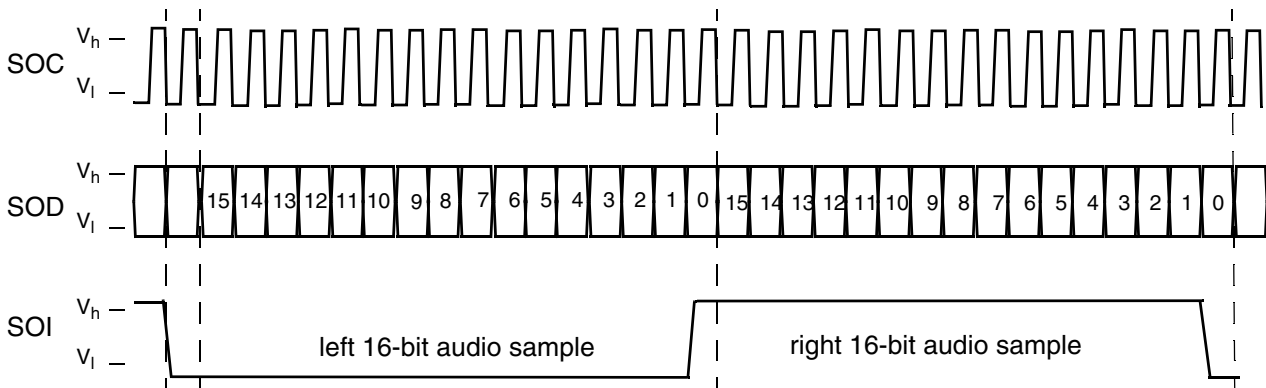 SOC
Vh
Vl
SOD
Vh
Vl
15 14 13 12 11 10 9 8 7 6 5 4 3 2 1 0 15 14 13 12 11 10 9 8 7 6 5 4 3 2 1 0
SOI
Vh
Vl
left 16-bit audio sample
right 16-bit audio sample